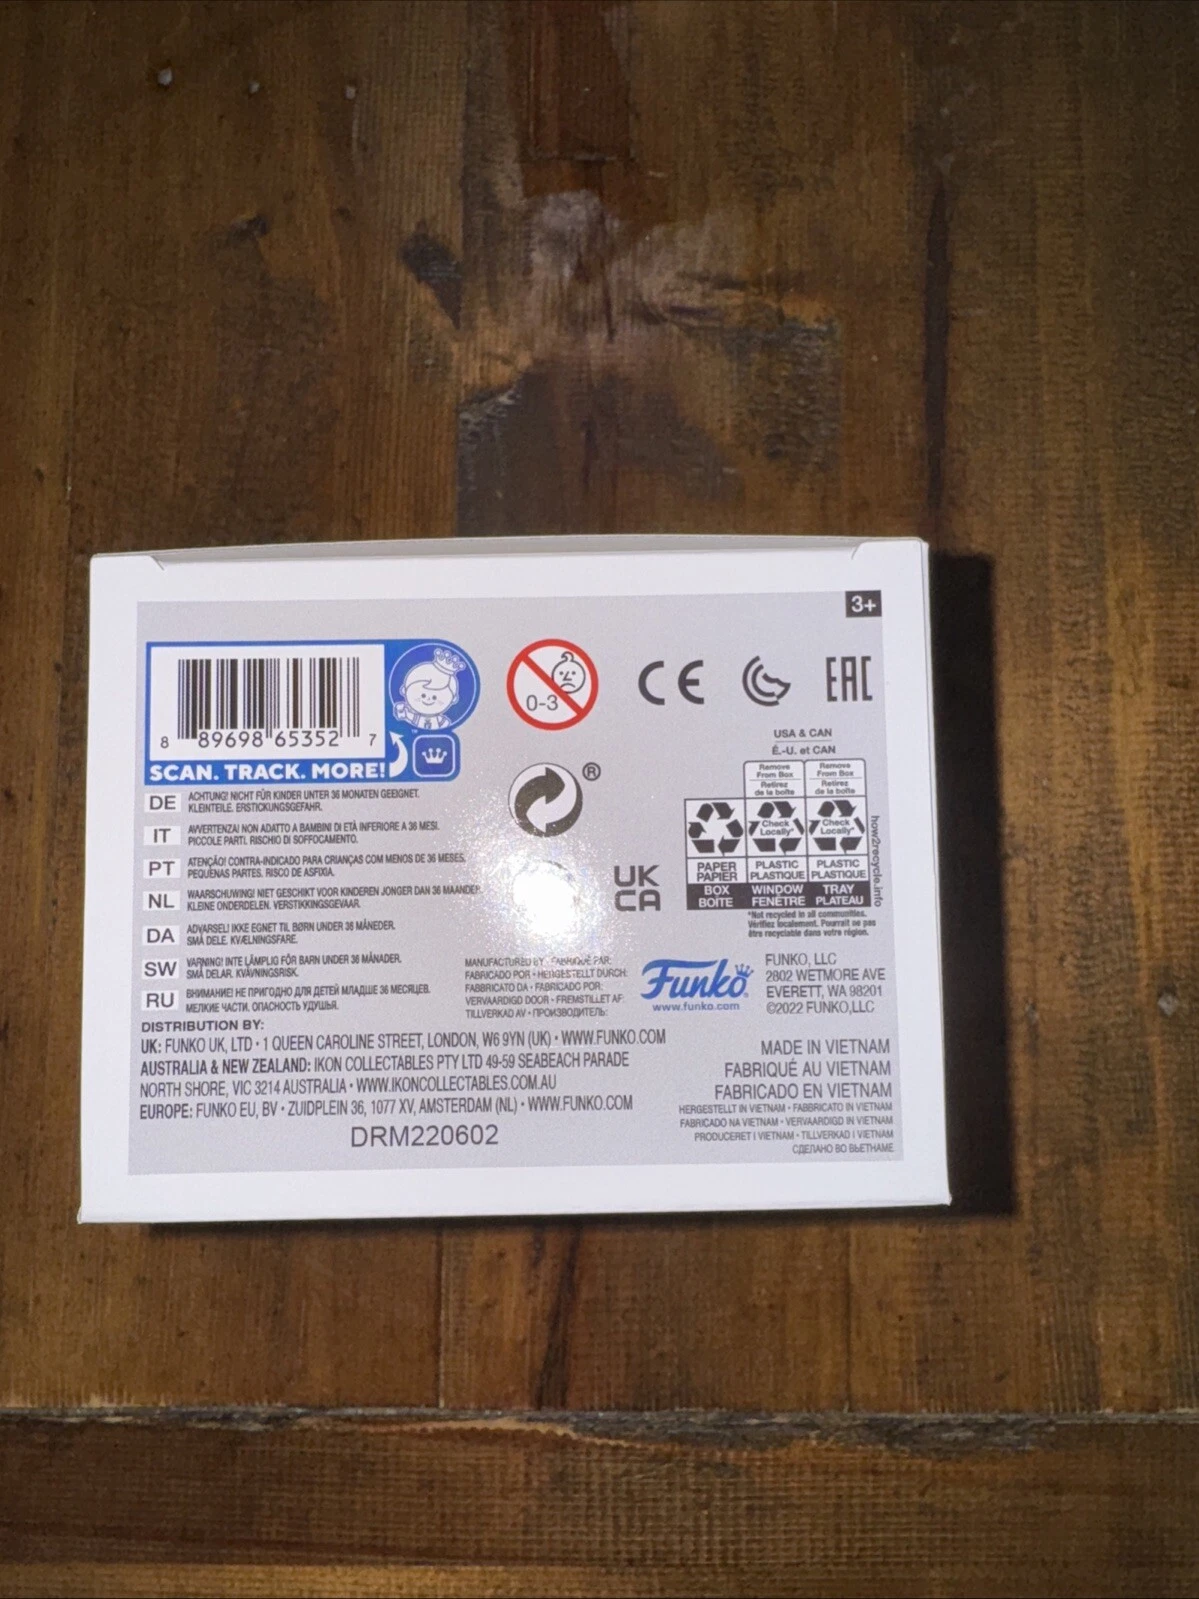 3+
8 89698 65352 7
SCAN. TRACK. MORE!
0-3
CE
EAC
®
USA & CAN
É.-U. et CAN
Remove
From Box
Retirez
de la boîte
Remove
From Box
Retirez
de la boîte
Check
Locally*
Check
Locally*
PAPER
PAPIER
PLASTIC
PLASTIQUE
PLASTIC
PLASTIQUE
BOX
BOÎTE
WINDOW
FENÊTRE
TRAY
PLATEAU
how2recycle.info
*Not recycled in all communities.
Vérifiez localement. Pourrait ne pas
être recyclable dans votre région.
UK
CA
DE ACHTUNG! NICHT FÜR KINDER UNTER 36 MONATEN GEEIGNET.
KLEINTEILE. ERSTICKUNGSGEFAHR.
IT AVVERTENZA! NON ADATTO A BAMBINI DI ETÀ INFERIORE A 36 MESI.
PICCOLE PARTI. RISCHIO DI SOFFOCAMENTO.
PT ATENÇÃO! CONTRA-INDICADO PARA CRIANÇAS COM MENOS DE 36 MESES.
PEQUENAS PARTES. RISCO DE ASFIXIA.
NL WAARSCHUWING! NIET GESCHIKT VOOR KINDEREN JONGER DAN 36 MAANDEN.
KLEINE ONDERDELEN. VERSTIKKINGSGEVAAR.
DA ADVARSEL! IKKE EGNET TIL BØRN UNDER 36 MÅNEDER.
SMÅ DELE. KVÆLNINGSFARE.
SW VARNING! INTE LÄMPLIG FÖR BARN UNDER 36 MÅNADER.
SMÅ DELAR. KVÄVNINGSRISK.
RU ВНИМАНИЕ! НЕ ПРИГОДНО ДЛЯ ДЕТЕЙ МЛАДШЕ 36 МЕСЯЦЕВ.
МЕЛКИЕ ЧАСТИ. ОПАСНОСТЬ УДУШЬЯ.
MANUFACTURED BY · FABRIQUÉ PAR:
FABRICADO POR · HERGESTELLT DURCH:
FABBRICATO DA · FABRICADO POR:
VERVAARDIGD DOOR · FREMSTILLET AF:
TILLVERKAD AV · ПРОИЗВОДИТЕЛЬ:
Funko
www.funko.com
FUNKO, LLC
2802 WETMORE AVE
EVERETT, WA 98201
©2022 FUNKO,LLC
DISTRIBUTION BY:
UK: FUNKO UK, LTD · 1 QUEEN CAROLINE STREET, LONDON, W6 9YN (UK) · WWW.FUNKO.COM
AUSTRALIA & NEW ZEALAND: IKON COLLECTABLES PTY LTD 49-59 SEABEACH PARADE
NORTH SHORE, VIC 3214 AUSTRALIA · WWW.IKONCOLLECTABLES.COM.AU
EUROPE: FUNKO EU, BV · ZUIDPLEIN 36, 1077 XV, AMSTERDAM (NL) · WWW.FUNKO.COM
DRM220602
MADE IN VIETNAM
FABRIQUÉ AU VIETNAM
FABRICADO EN VIETNAM
HERGESTELLT IN VIETNAM · FABBRICATO IN VIETNAM
FABRICADO NA VIETNAM · VERVAARDIGD IN VIETNAM
PRODUCERET I VIETNAM · TILLVERKAD I VIETNAM
СДЕЛАНО ВО ВЬЕТНАМЕ